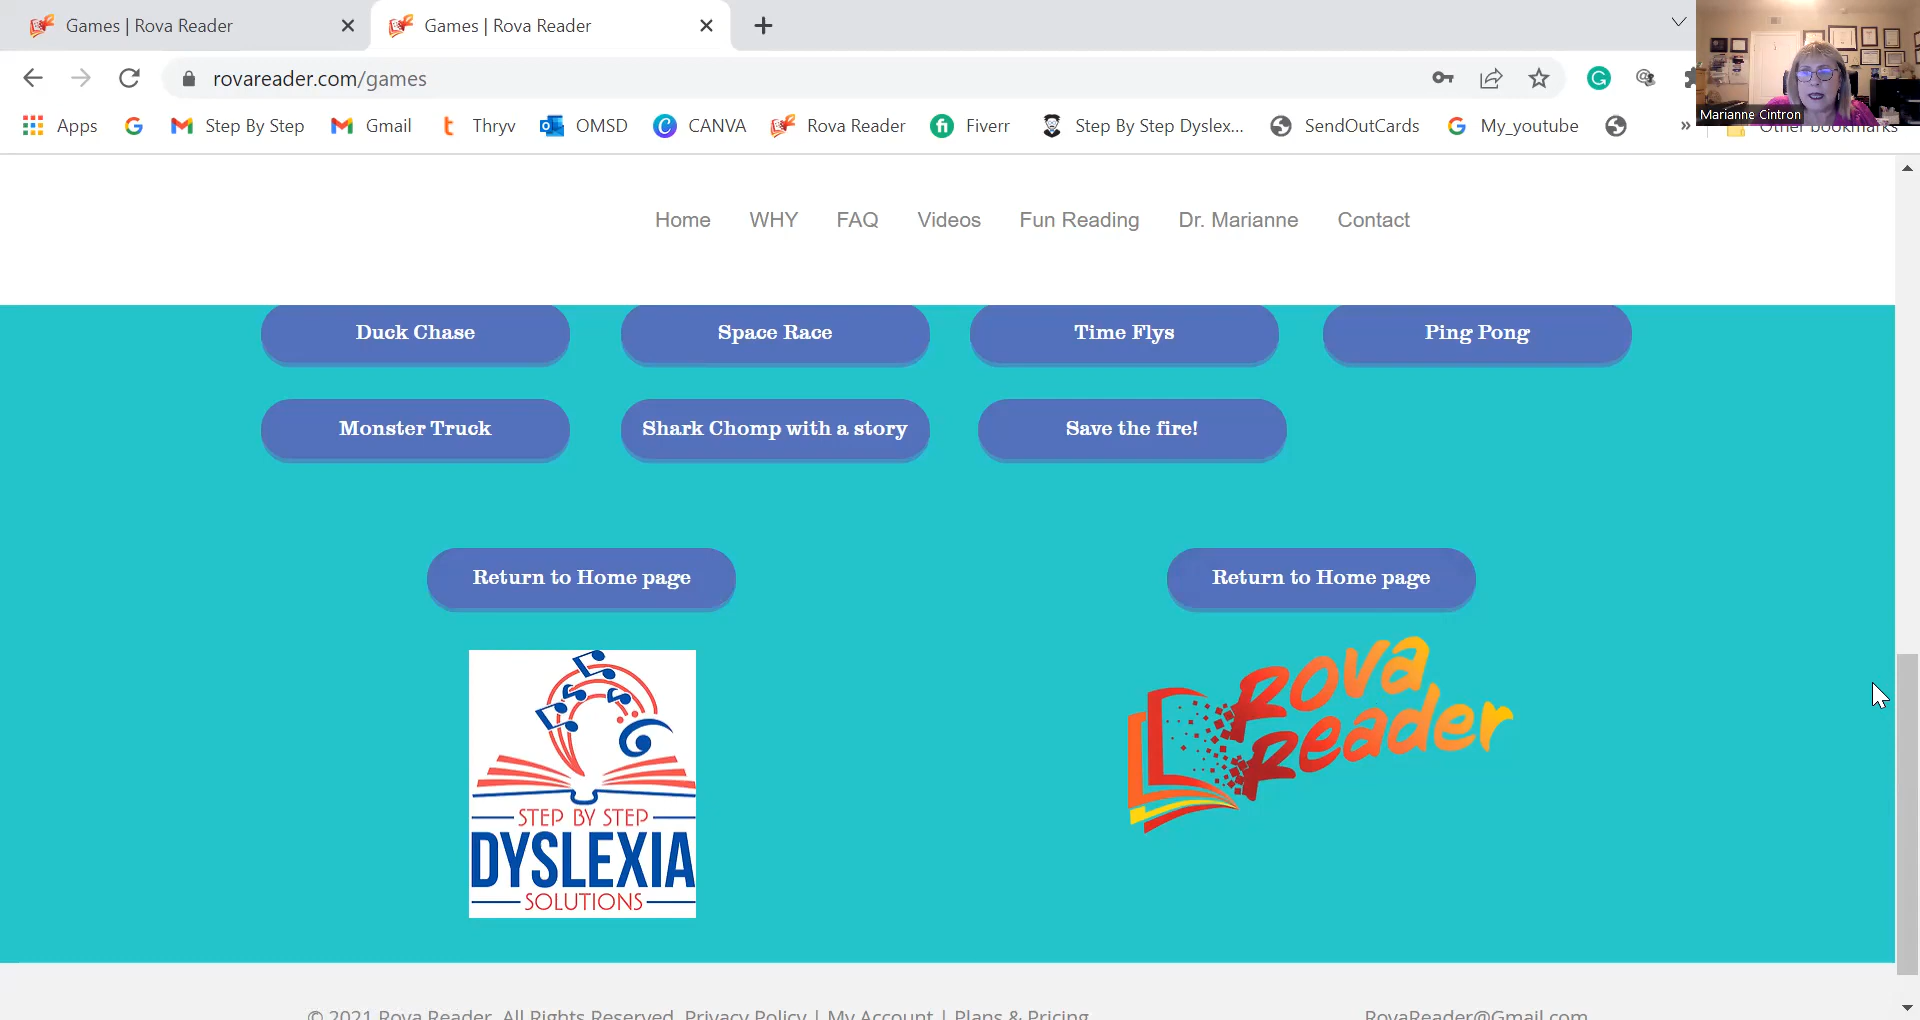 Games | Rova Reader
Games | Rova Reader
rovareader.com/games
Marianne Cintron
Apps
Step By Step
Gmail
Thryv
OMSD
CANVA
Rova Reader
Fiverr
Step By Step Dyslex...
SendOutCards
My_youtube
»
Other bookmarks
Home
WHY
FAQ
Videos
Fun Reading
Dr. Marianne
Contact
Duck Chase
Space Race
Time Flys
Ping Pong
Monster Truck
Shark Chomp with a story
Save the fire!
Return to Home page
Return to Home page
STEP BY STEP
DYSLEXIA
SOLUTIONS
Rova
Reader
© 2021 Rova Reader. All Rights Reserved. Privacy Policy | My Account | Plans & Pricing
RovaReader@Gmail.com